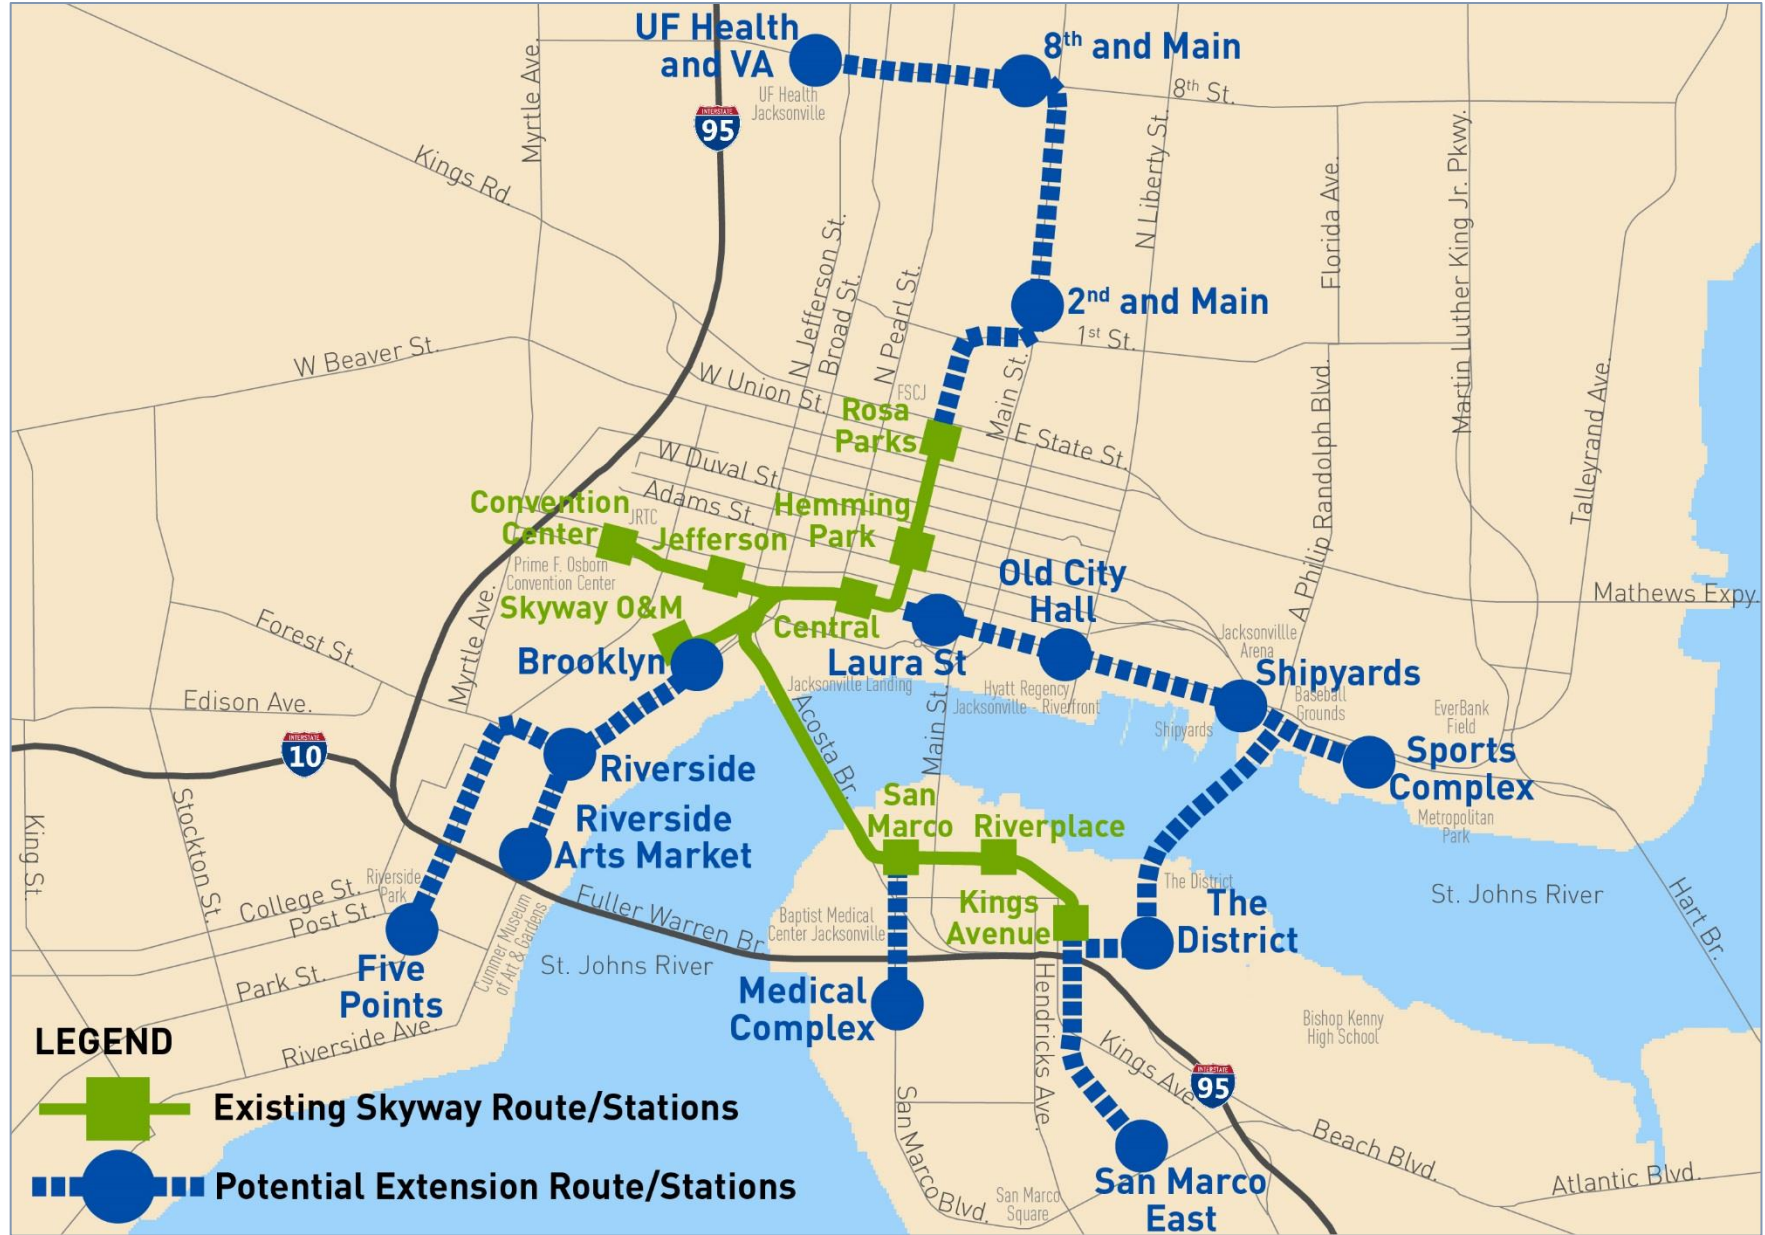 UF Health
and VA
8th and Main
UF Health
Jacksonville
8th St.
Myrtle Ave.
INTERSTATE
95
Kings Rd.
N Liberty St.
Florida Ave.
Martin Luther King Jr. Pkwy.
N Jefferson St.
Broad St.
N Pearl St.
2nd and Main
1st St.
W Beaver St.
W Union St.
FSCJ
Main St.
Rosa
Parks
E State St.
A Philip Randolph Blvd.
Talleyrand Ave.
W Duval St.
Adams St.
Convention
Center
JRTC
Jefferson
Hemming
Park
Prime F. Osborn
Convention Center
Old City
Hall
Mathews Expy.
Skyway O&M
Central
Forest St.
Myrtle Ave.
Brooklyn
Laura St
Jacksonvillle
Arena
Shipyards
Jacksonville Landing
Hyatt Regency
Jacksonville - Riverfront
Baseball
Grounds
EverBank
Field
Shipyards
Edison Ave.
Acosta Br.
Main St.
INTERSTATE
10
Riverside
Sports
Complex
Metropolitan
Park
Riverside
Arts Market
San
Marco
Riverplace
King St.
Stockton St.
Riverside
Park
College St.
Post St.
Fuller Warren Br.
The District
St. Johns River
Hart Br.
Kings
Avenue
The
District
Baptist Medical
Center Jacksonville
Cummer Museum
of Art & Gardens
St. Johns River
Five
Points
Park St.
Medical
Complex
Hendricks Ave.
Bishop Kenny
High School
Riverside Ave.
Kings Ave.
INTERSTATE
95
LEGEND
Existing Skyway Route/Stations
Potential Extension Route/Stations
San Marco Blvd.
San Marco
Square
San Marco
East
Beach Blvd.
Atlantic Blvd.